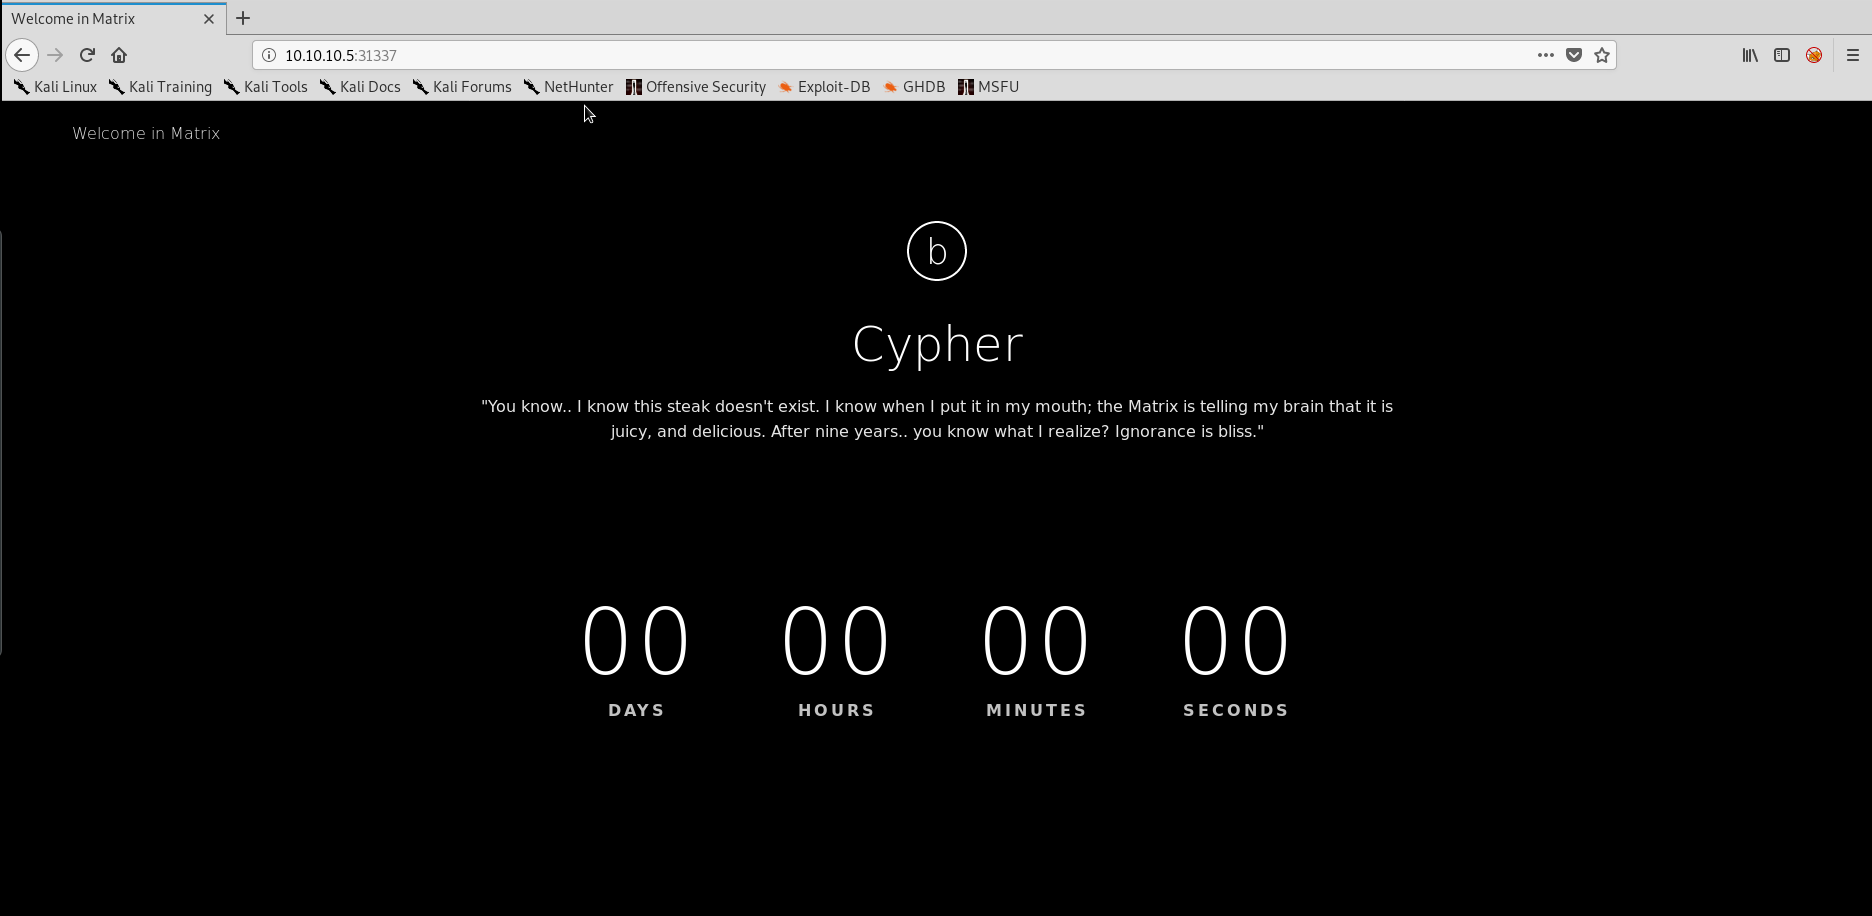 Welcome in Matrix
10.10.10.5:31337
Kali Linux Kali Training Kali Tools Kali Docs Kali Forums NetHunter Offensive Security Exploit-DB GHDB MSFU
Welcome in Matrix
b
Cypher
"You know.. I know this steak doesn't exist. I know when I put it in my mouth; the Matrix is telling my brain that it is
juicy, and delicious. After nine years.. you know what I realize? Ignorance is bliss."
00 00 00 00
DAYS HOURS MINUTES SECONDS